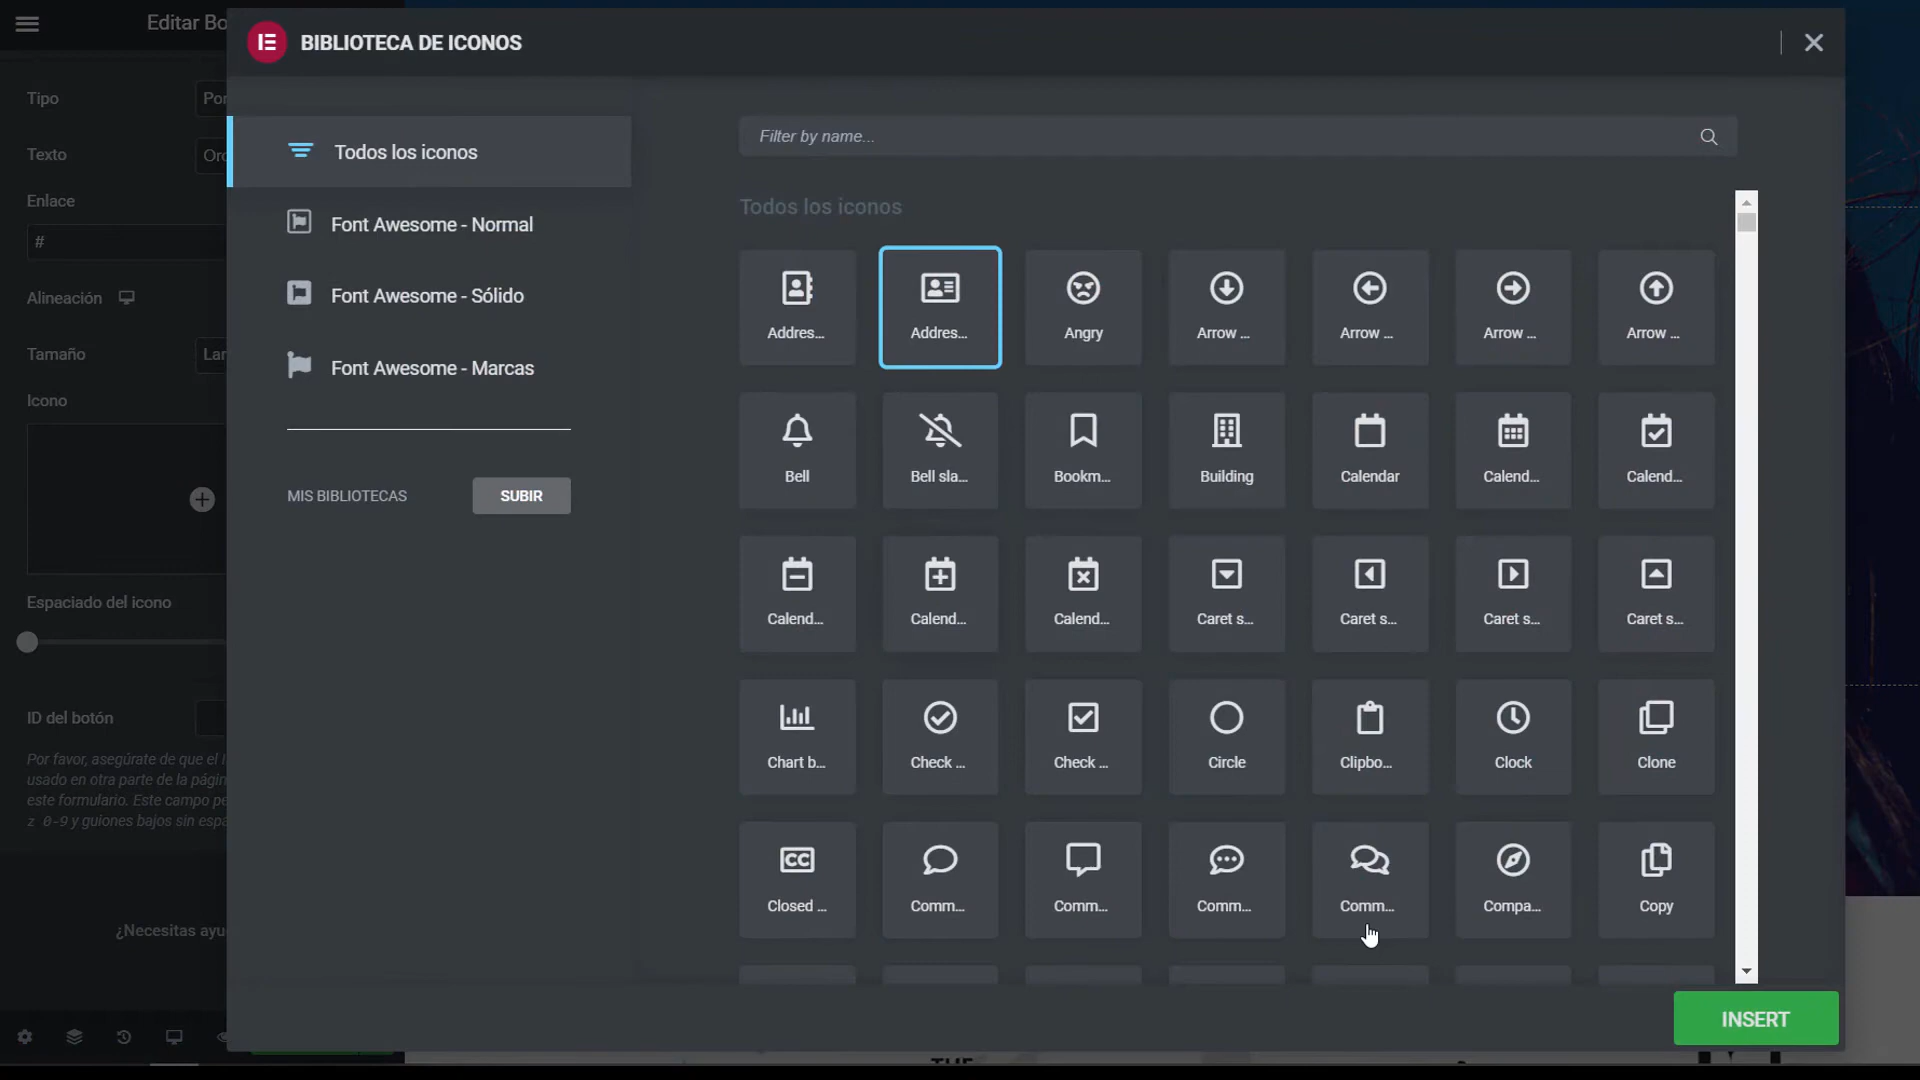 Editar Bo
BIBLIOTECA DE ICONOS
Tipo
Texto
Enlace
#
Alineación
Tamaño
Icono
Espaciado del icono
ID del botón
Por favor, asegúrate de que el
usado en otra parte de la págin
este formulario. Este campo pe
z 0-9 y guiones bajos sin espa
¿Necesitas ayu
Todos los iconos
Font Awesome - Normal
Font Awesome - Sólido
Font Awesome - Marcas
MIS BIBLIOTECAS
SUBIR
Filter by name...
Todos los iconos
Addres... Addres... Angry Arrow ... Arrow ... Arrow ... Arrow ...
Bell Bell sla... Bookm... Building Calendar Calend... Calend...
Calend... Calend... Calend... Caret s... Caret s... Caret s... Caret s...
Chart b... Check ... Check ... Circle Clipbo... Clock Clone
CC
Closed ... Comm... Comm... Comm... Comm... Compa... Copy
INSERT
THE